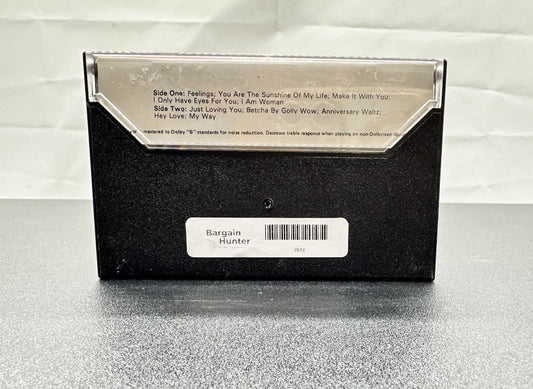 Side One: Feelings; You Are The Sunshine Of My Life; Make It With You;
I Only Have Eyes For You; I Am Woman
Side Two: Just Loving You; Betcha By Golly Wow; Anniversary Waltz;
Hey Love; My Way
mastered to Dolby "B" standards for noise reduction. Decrease treble response when playing on non-Dolbyised
Bargain
Hunter